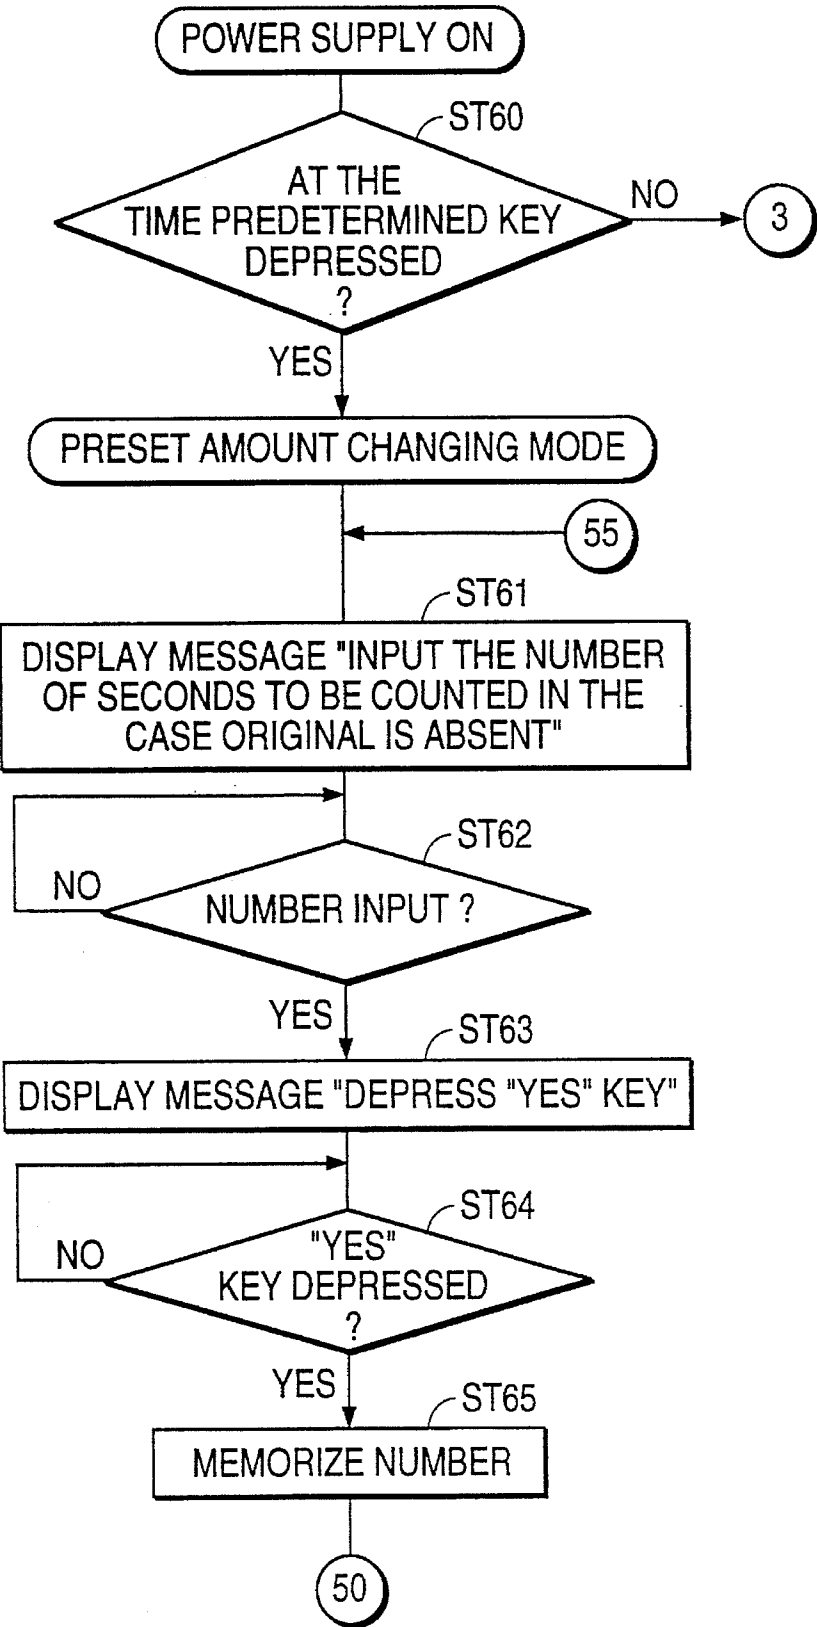 POWER SUPPLY ON
ST60
AT THE
TIME PREDETERMINED KEY
DEPRESSED
?
NO
3
YES
PRESET AMOUNT CHANGING MODE
55
ST61
DISPLAY MESSAGE "INPUT THE NUMBER
OF SECONDS TO BE COUNTED IN THE
CASE ORIGINAL IS ABSENT"
ST62
NO
NUMBER INPUT ?
YES
ST63
DISPLAY MESSAGE "DEPRESS "YES" KEY"
ST64
NO
"YES"
KEY DEPRESSED
?
YES
ST65
MEMORIZE NUMBER
50